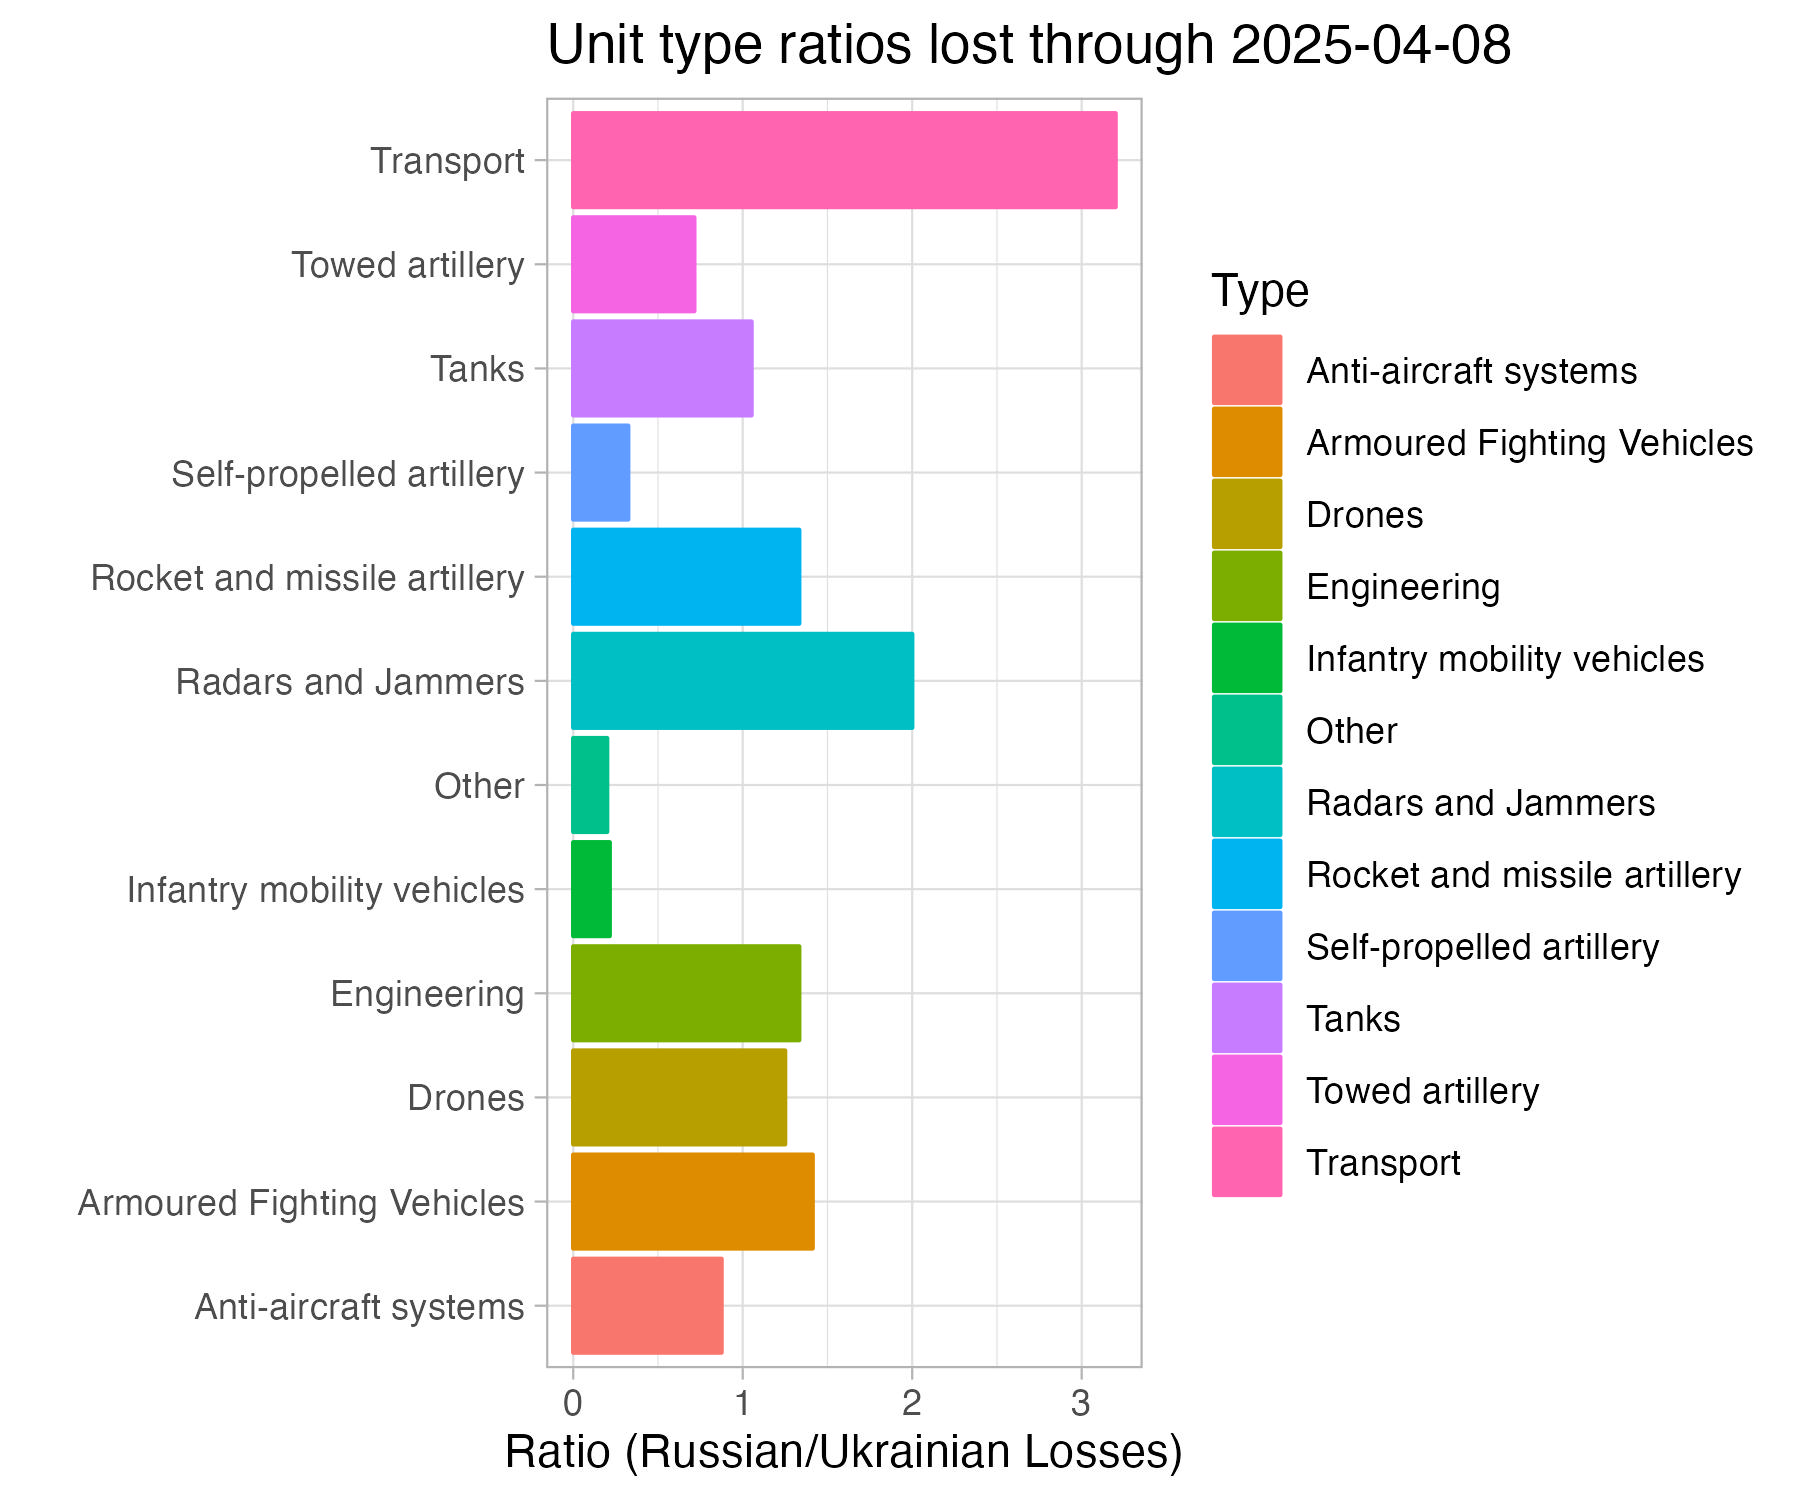 Unit type ratios lost through 2025-04-08
Transport
Towed artillery
Tanks
Self-propelled artillery
Rocket and missile artillery
Radars and Jammers
Other
Infantry mobility vehicles
Engineering
Drones
Armoured Fighting Vehicles
Anti-aircraft systems
0 1 2 3
Ratio (Russian/Ukrainian Losses)
Type
Anti-aircraft systems
Armoured Fighting Vehicles
Drones
Engineering
Infantry mobility vehicles
Other
Radars and Jammers
Rocket and missile artillery
Self-propelled artillery
Tanks
Towed artillery
Transport